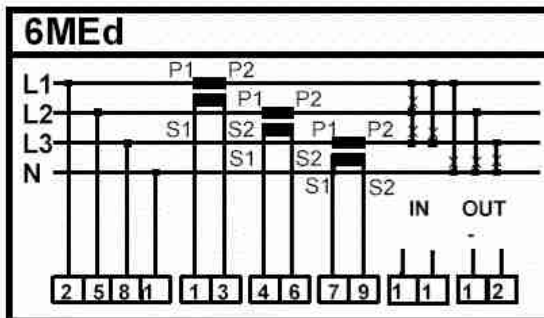 6MEd
P1 P2
L1
P1 P2
L2
S1 S2 P1 P2
L3
S1 S2
N
S1 S2
IN OUT
-
2 5 8 1 1 3 4 6 7 9 1 1 1 2